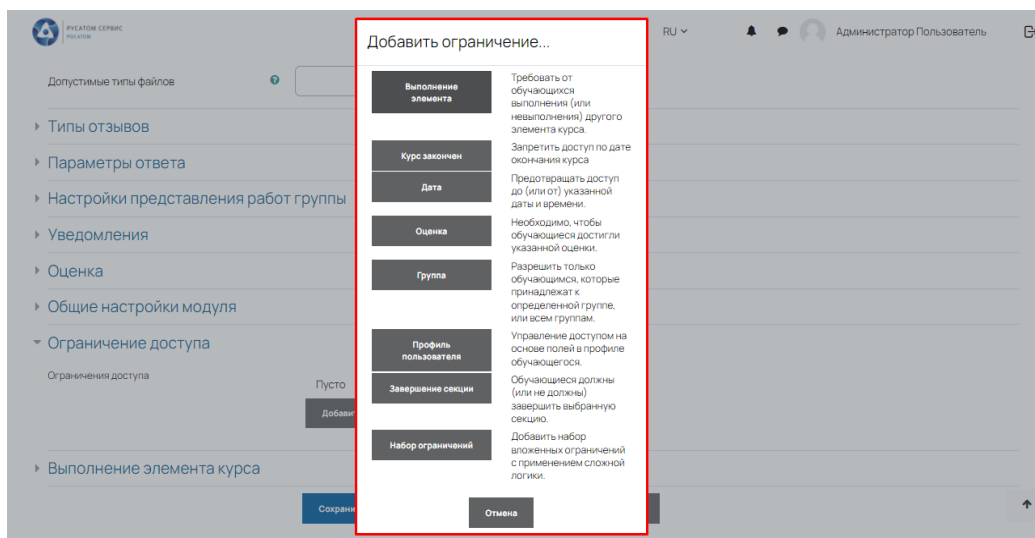 РУСАТОМ СЕРВИС
РОСАТОМ
RU
Администратор Пользователь
Допустимые типы файлов
Типы отзывов
Параметры ответа
Настройки представления работ группы
Уведомления
Оценка
Общие настройки модуля
Ограничение доступа
Ограничения доступа
Пусто
Выполнение элемента курса
Добавить ограничение...
Выполнение
элемента
Требовать от
обучающихся
выполнения (или
невыполнения) другого
элемента курса.
Курс закончен
Запретить доступ по дате
окончания курса
Дата
Предотвращать доступ
до (или от) указанной
даты и времени.
Оценка
Необходимо, чтобы
обучающиеся достигли
указанной оценки.
Группа
Разрешить только
обучающимся, которые
принадлежат к
определенной группе,
или всем группам.
Профиль
пользователя
Управление доступом на
основе полей в профиле
обучающегося.
Завершение секции
Обучающиеся должны
(или не должны)
завершить выбранную
секцию.
Набор ограничений
Добавить набор
вложенных ограничений
с применением сложной
логики.
Отмена